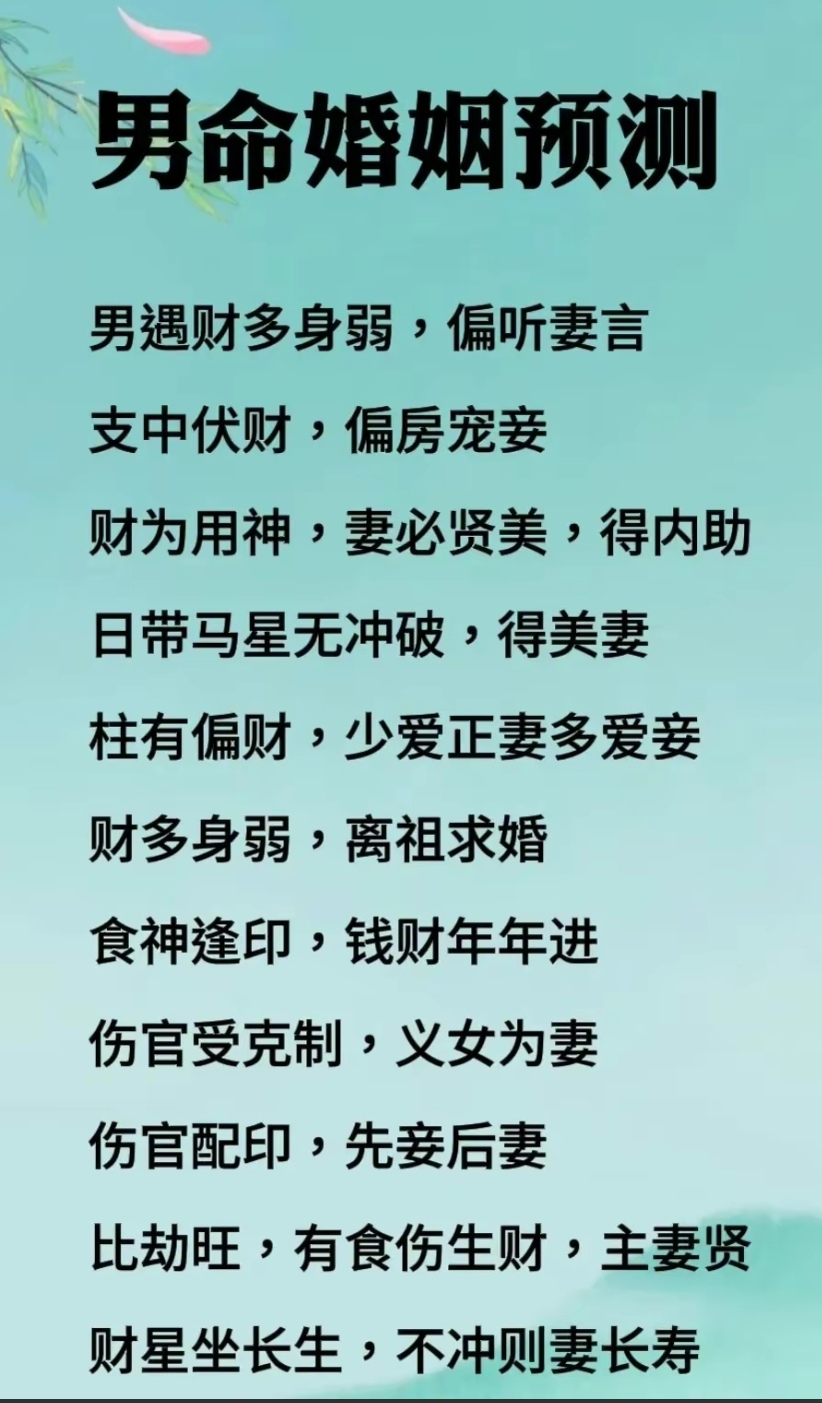 男命婚姻预测
男遇财多身弱，偏听妻言
支中伏财，偏房宠妾
财为用神，妻必贤美，得内助
日带马星无冲破，得美妻
柱有偏财，少爱正妻多爱妾
财多身弱，离祖求婚
食神逢印，钱财年年进
伤官受克制，义女为妻
伤官配印，先妾后妻
比劫旺，有食伤生财，主妻贤
财星坐长生，不冲则妻长寿